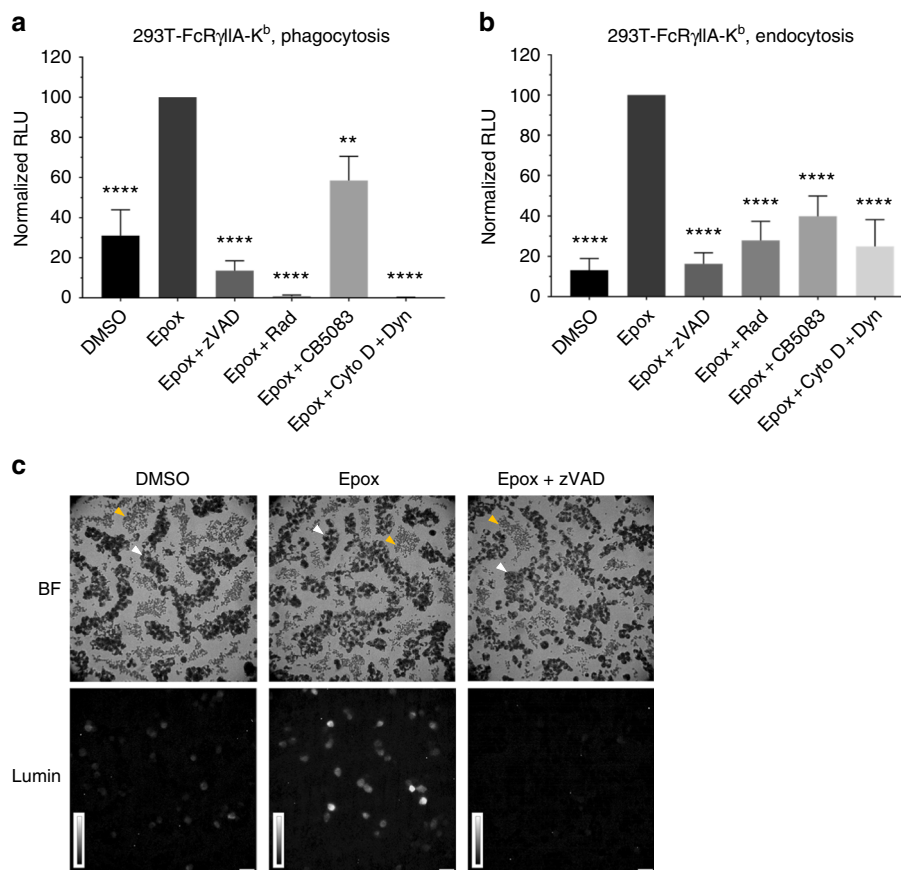 a
293T-FcRγIIA-Kᵇ, phagocytosis
Normalized RLU
120
100
80
60
40
20
0
****
****
****
**
****
DMSO
Epox
Epox + zVAD
Epox + Rad
Epox + CB5083
Epox + Cyto D + Dyn
b
293T-FcRγIIA-Kᵇ, endocytosis
Normalized RLU
120
100
80
60
40
20
0
****
****
****
****
****
DMSO
Epox
Epox + zVAD
Epox + Rad
Epox + CB5083
Epox + Cyto D + Dyn
c
DMSO
Epox
Epox + zVAD
BF
Lumin